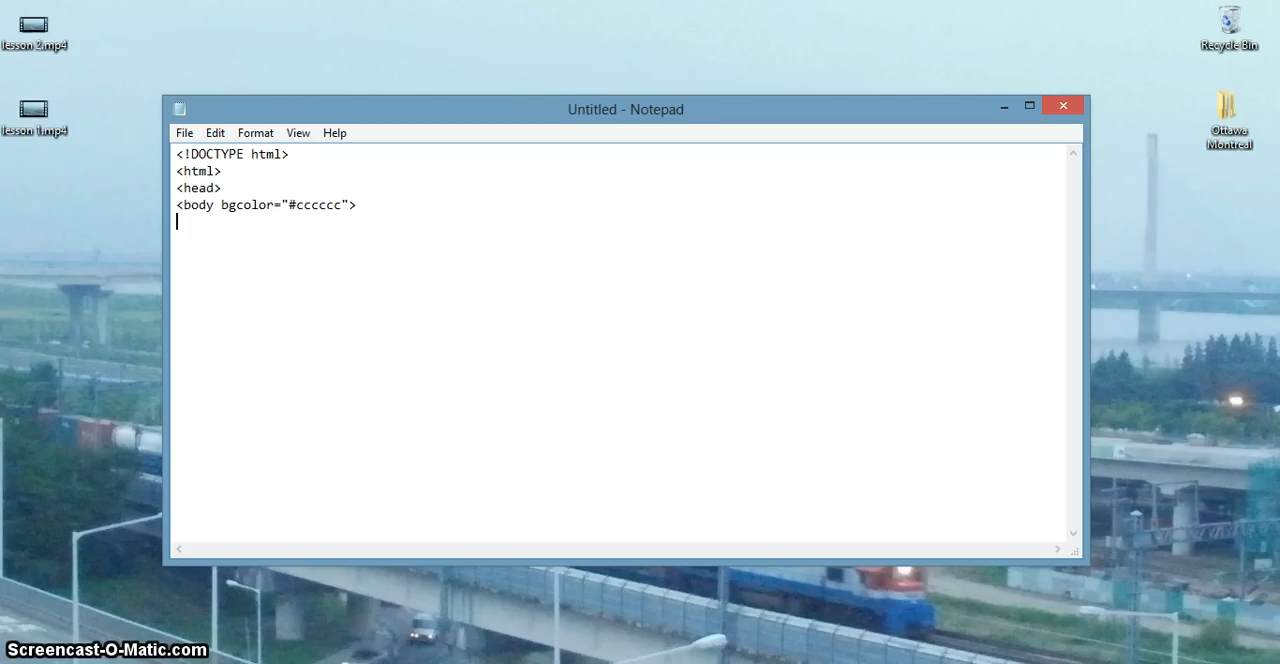 lesson 2.mp4
Recycle Bin
lesson 1.mp4
Ottawa
Montreal
Untitled - Notepad
File Edit Format View Help
<!DOCTYPE html>
<html>
<head>
<body bgcolor="#cccccc">
Screencast-O-Matic.com